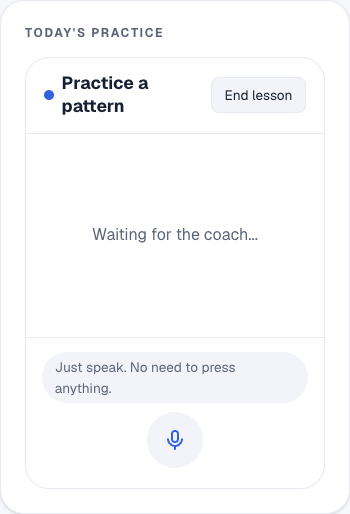 TODAY'S PRACTICE
Practice a
pattern
End lesson
Waiting for the coach...
Just speak. No need to press
anything.